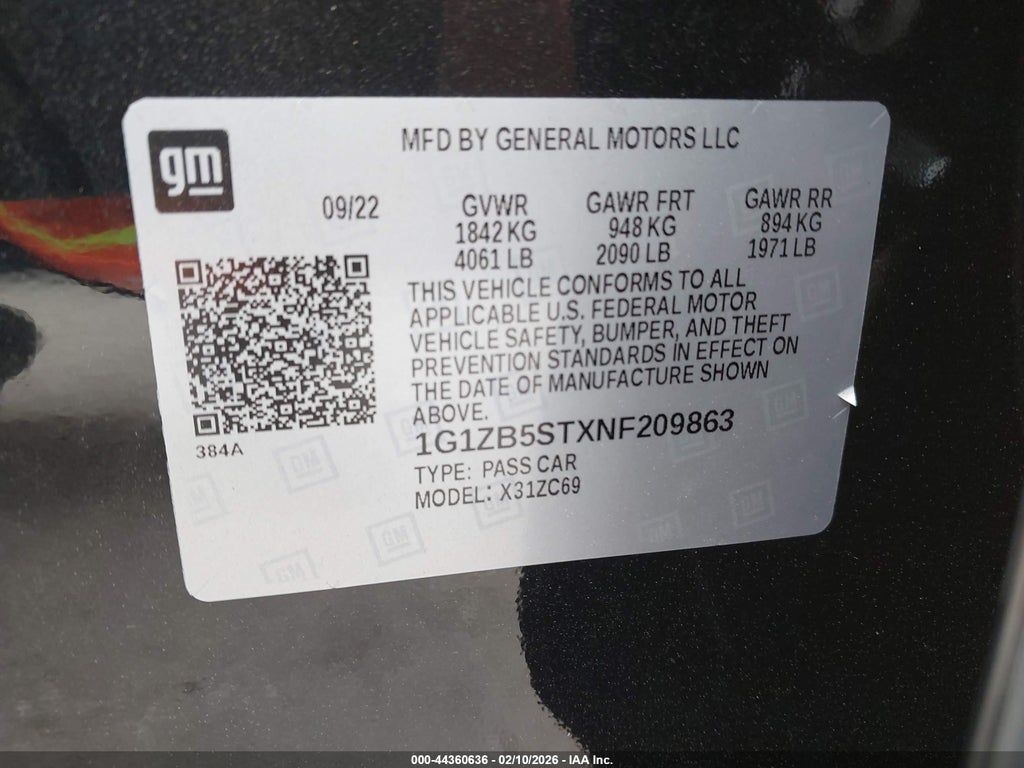 gm
MFD BY GENERAL MOTORS LLC
09/22
GVWR GAWR FRT GAWR RR
1842 KG 948 KG 894 KG
4061 LB 2090 LB 1971 LB
THIS VEHICLE CONFORMS TO ALL
APPLICABLE U.S. FEDERAL MOTOR
VEHICLE SAFETY, BUMPER, AND THEFT
PREVENTION STANDARDS IN EFFECT ON
THE DATE OF MANUFACTURE SHOWN
ABOVE.
384A
1G1ZB5STXNF209863
TYPE: PASS CAR
MODEL: X31ZC69
000-44360636 - 02/10/2026 - IAA Inc.